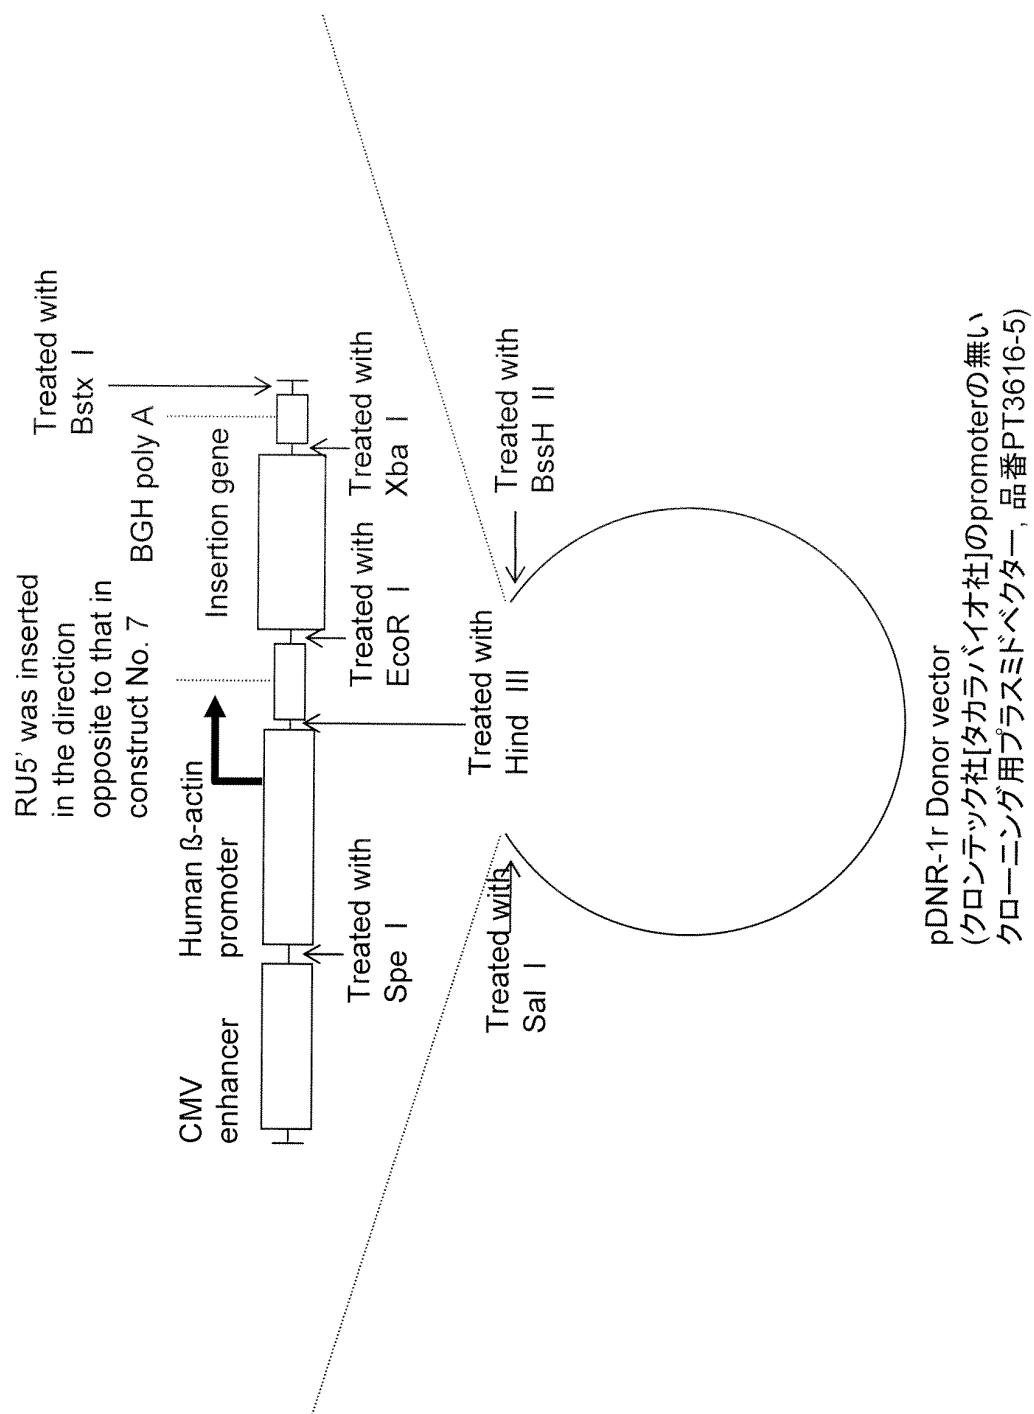 RU5' was inserted
in the direction
opposite to that in
construct No. 7
Treated with
Bstx I
BGH poly A
Insertion gene
Human ß-actin
promoter
CMV
enhancer
Treated with
Spe I
Treated with
EcoR I
Treated with
Xba I
Treated with
Hind III
Treated with
Sal I
Treated with
BssH II
pDNR-1r Donor vector
(クロンテック社[タカラバイオ社]のpromoterの無い
クローニング用プラスミドベクター, 品番PT3616-5)